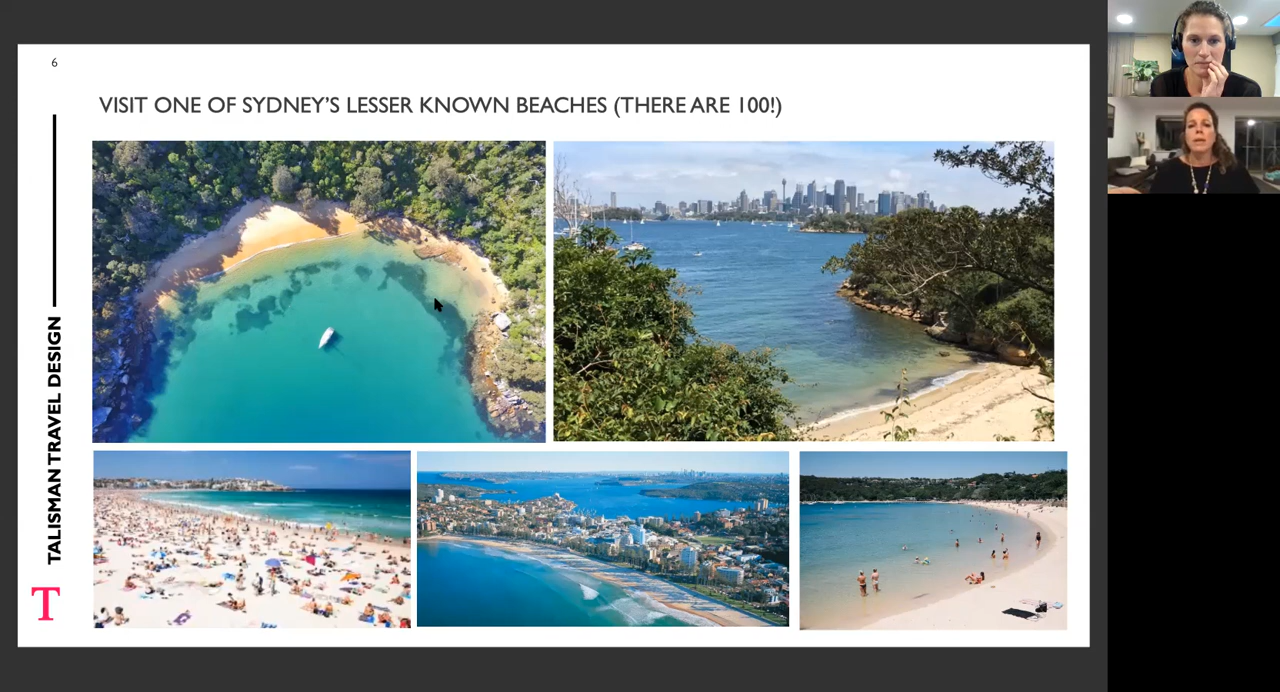 6
VISIT ONE OF SYDNEY'S LESSER KNOWN BEACHES (THERE ARE 100!)
TALISMAN TRAVEL DESIGN
T